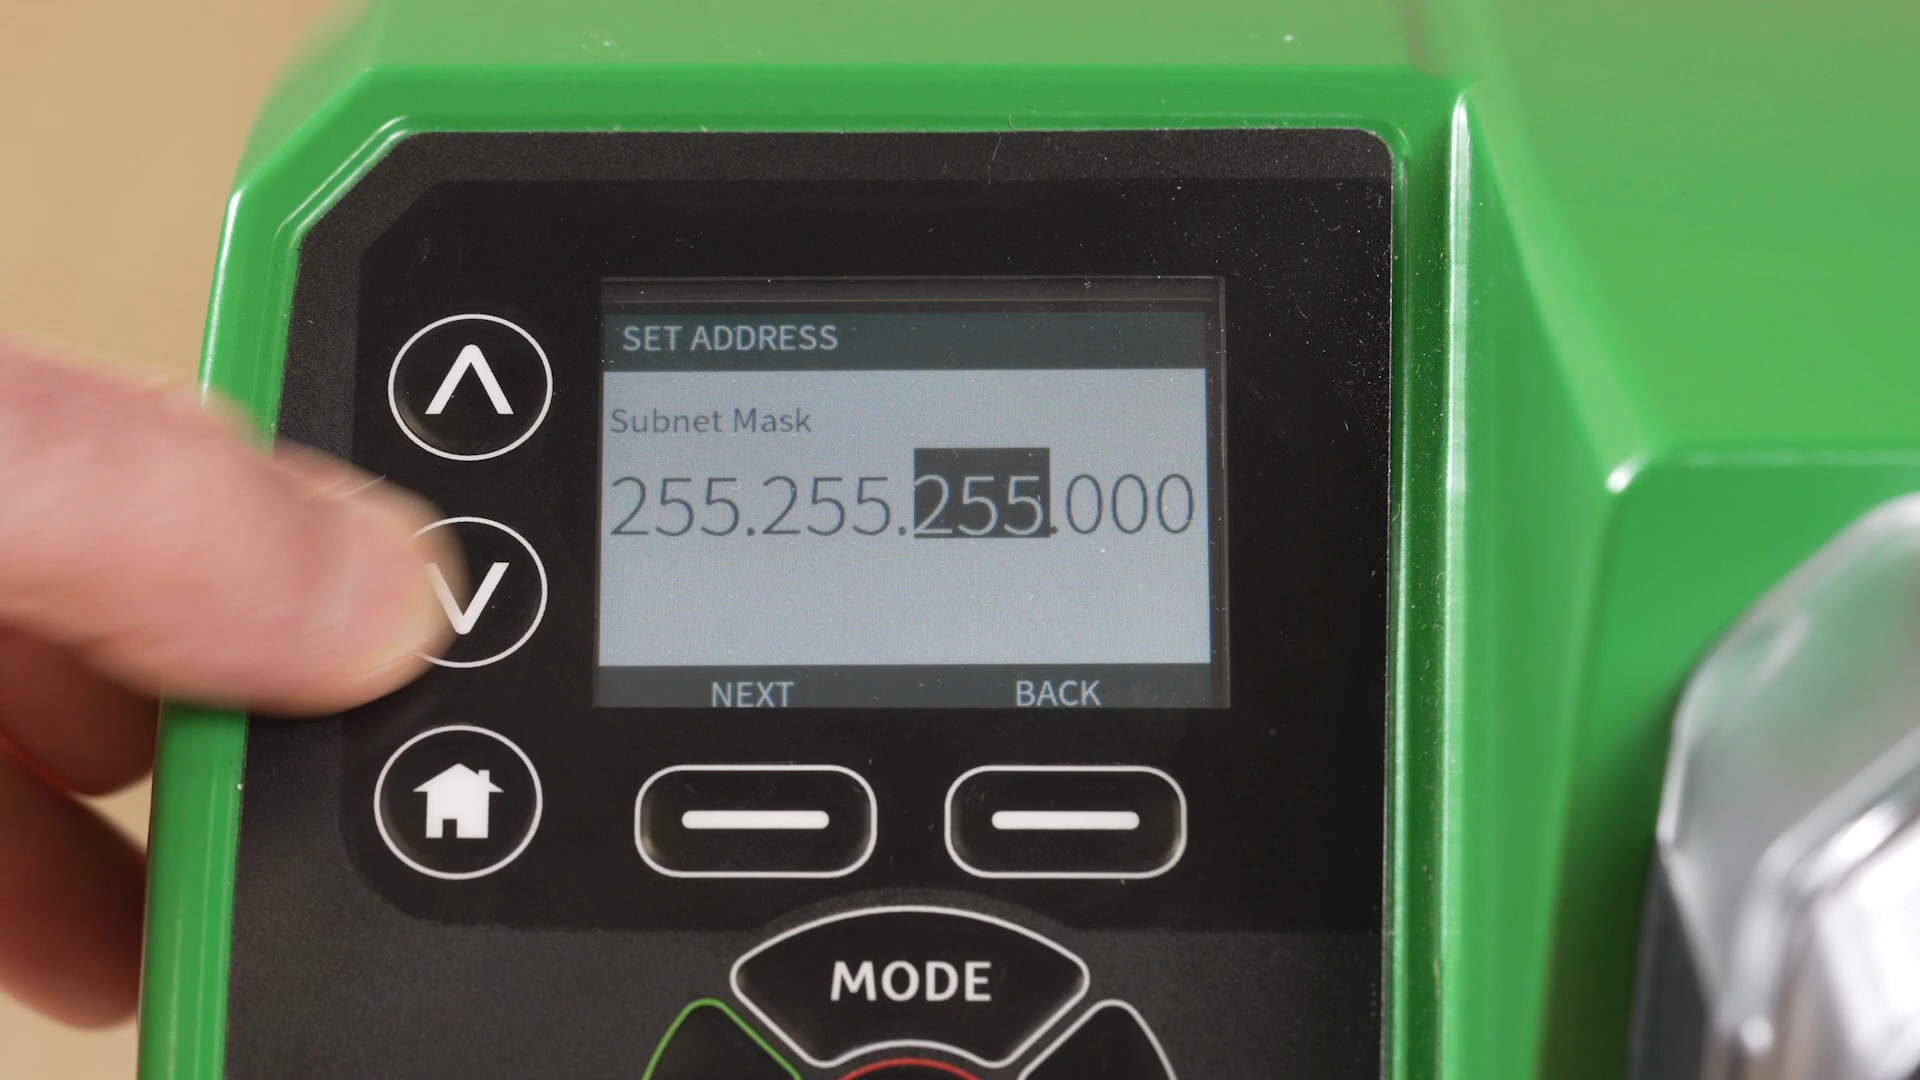 SET ADDRESS
Subnet Mask
255.255.255.000
NEXT BACK
MODE